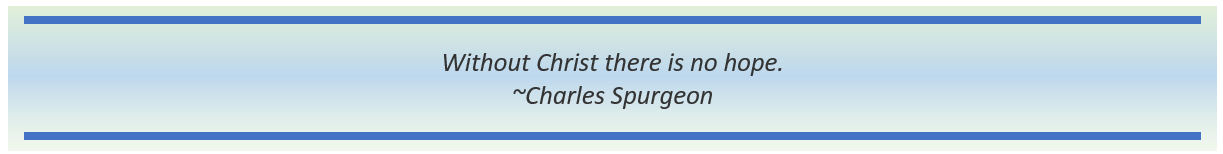 Without Christ there is no hope.
~Charles Spurgeon